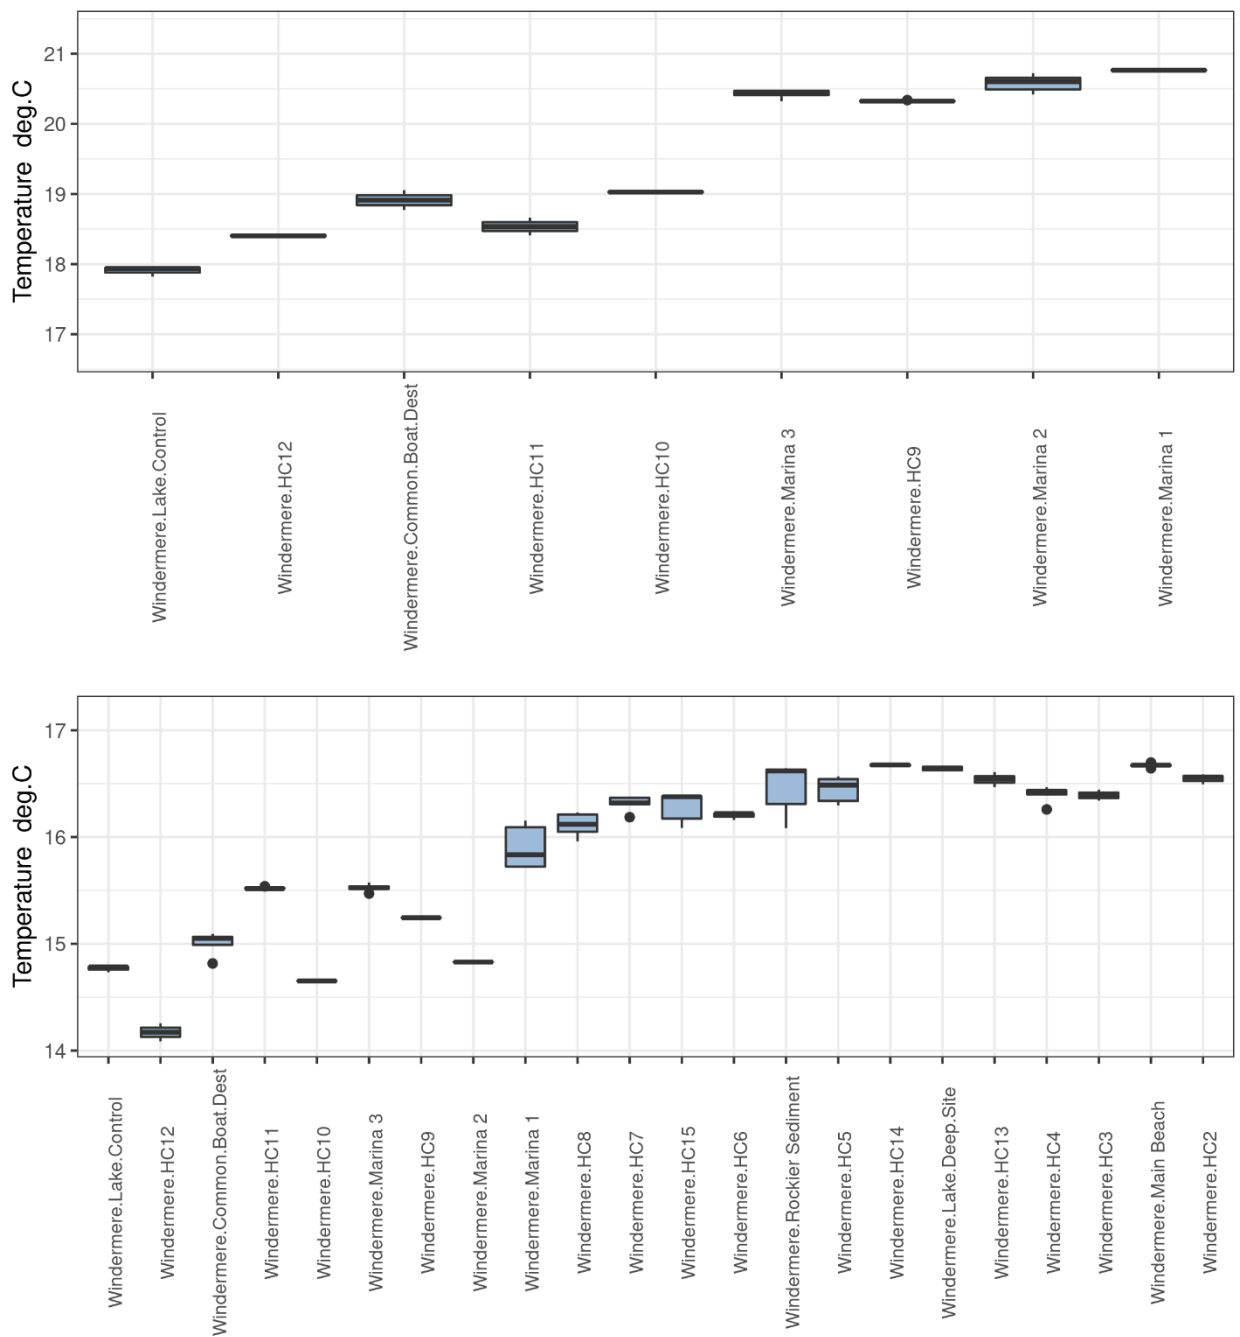 Temperature  deg.C
21
20
19
18
17
Windermere.Lake.Control
Windermere.HC12
Windermere.Common.Boat.Dest
Windermere.HC11
Windermere.HC10
Windermere.Marina 3
Windermere.HC9
Windermere.Marina 2
Windermere.Marina 1
Temperature  deg.C
17
16
15
14
Windermere.Lake.Control
Windermere.HC12
Windermere.Common.Boat.Dest
Windermere.HC11
Windermere.HC10
Windermere.Marina 3
Windermere.HC9
Windermere.Marina 2
Windermere.Marina 1
Windermere.HC8
Windermere.HC7
Windermere.HC15
Windermere.HC6
Windermere.Rockier Sediment
Windermere.HC5
Windermere.HC14
Windermere.Lake.Deep.Site
Windermere.HC13
Windermere.HC4
Windermere.HC3
Windermere.Main Beach
Windermere.HC2